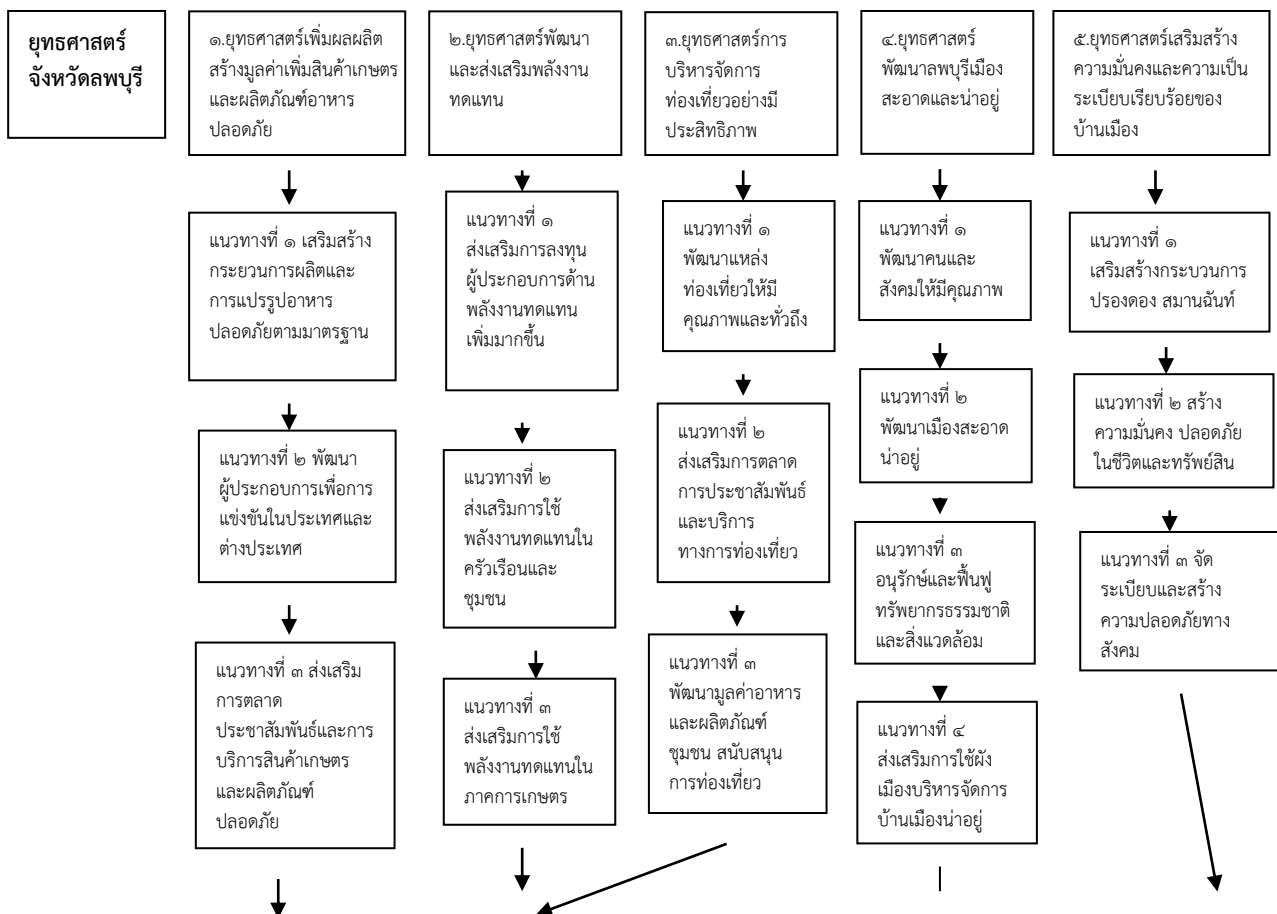 ยุทธศาสตร์
จังหวัดลพบุรี
๑.ยุทธศาสตร์เพิ่มผลผลิต
สร้างมูลค่าเพิ่มสินค้าเกษตร
และผลิตภัณฑ์อาหาร
ปลอดภัย
๒.ยุทธศาสตร์พัฒนา
และส่งเสริมพลังงาน
ทดแทน
๓.ยุทธศาสตร์การ
บริหารจัดการ
ท่องเที่ยวอย่างมี
ประสิทธิภาพ
๔.ยุทธศาสตร์
พัฒนาลพบุรีเมือง
สะอาดและน่าอยู่
๕.ยุทธศาสตร์เสริมสร้าง
ความมั่นคงและความเป็น
ระเบียบเรียบร้อยของ
บ้านเมือง
แนวทางที่ ๑ เสริมสร้าง
กระยวนการผลิตและ
การแปรรูปอาหาร
ปลอดภัยตามมาตรฐาน
แนวทางที่ ๑
ส่งเสริมการลงทุน
ผู้ประกอบการด้าน
พลังงานทดแทน
เพิ่มมากขึ้น
แนวทางที่ ๑
พัฒนาแหล่ง
ท่องเที่ยวให้มี
คุณภาพและทั่วถึง
แนวทางที่ ๑
พัฒนาคนและ
สังคมให้มีคุณภาพ
แนวทางที่ ๑
เสริมสร้างกระบวนการ
ปรองดอง สมานฉันท์
แนวทางที่ ๒ พัฒนา
ผู้ประกอบการเพื่อการ
แข่งขันในประเทศและ
ต่างประเทศ
แนวทางที่ ๒
ส่งเสริมการใช้
พลังงานทดแทนใน
ครัวเรือนและ
ชุมชน
แนวทางที่ ๒
ส่งเสริมการตลาด
การประชาสัมพันธ์
และบริการ
ทางการท่องเที่ยว
แนวทางที่ ๒
พัฒนาเมืองสะอาด
น่าอยู่
แนวทางที่ ๒ สร้าง
ความมั่นคง ปลอดภัย
ในชีวิตและทรัพย์สิน
แนวทางที่ ๓ ส่งเสริม
การตลาด
ประชาสัมพันธ์และการ
บริการสินค้าเกษตร
และผลิตภัณฑ์
ปลอดภัย
แนวทางที่ ๓
ส่งเสริมการใช้
พลังงานทดแทนใน
ภาคการเกษตร
แนวทางที่ ๓
พัฒนามูลค่าอาหาร
และผลิตภัณฑ์
ชุมชน สนับสนุน
การท่องเที่ยว
แนวทางที่ ๓
อนุรักษ์และฟื้นฟู
ทรัพยากรธรรมชาติ
และสิ่งแวดล้อม
แนวทางที่ ๓ จัด
ระเบียบและสร้าง
ความปลอดภัยทาง
สังคม
แนวทางที่ ๔
ส่งเสริมการใช้ผัง
เมืองบริหารจัดการ
บ้านเมืองน่าอยู่